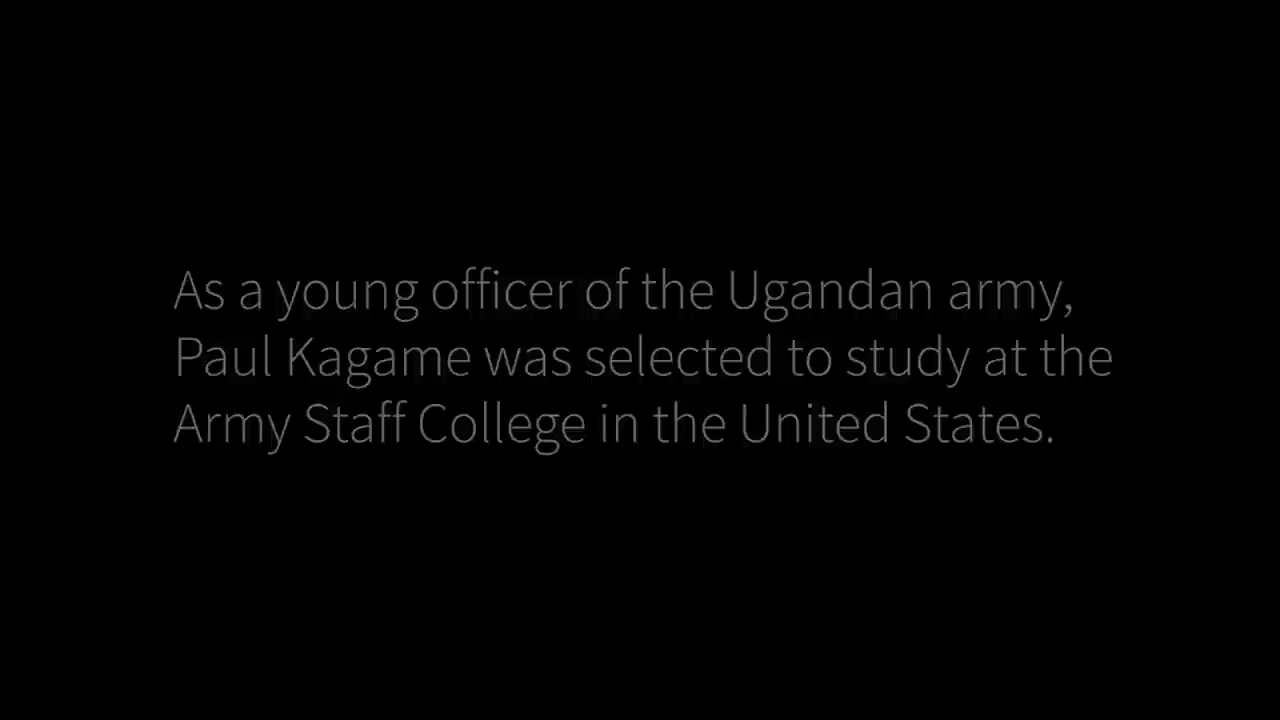 As a young officer of the Ugandan army,
Paul Kagame was selected to study at the
Army Staff College in the United States.